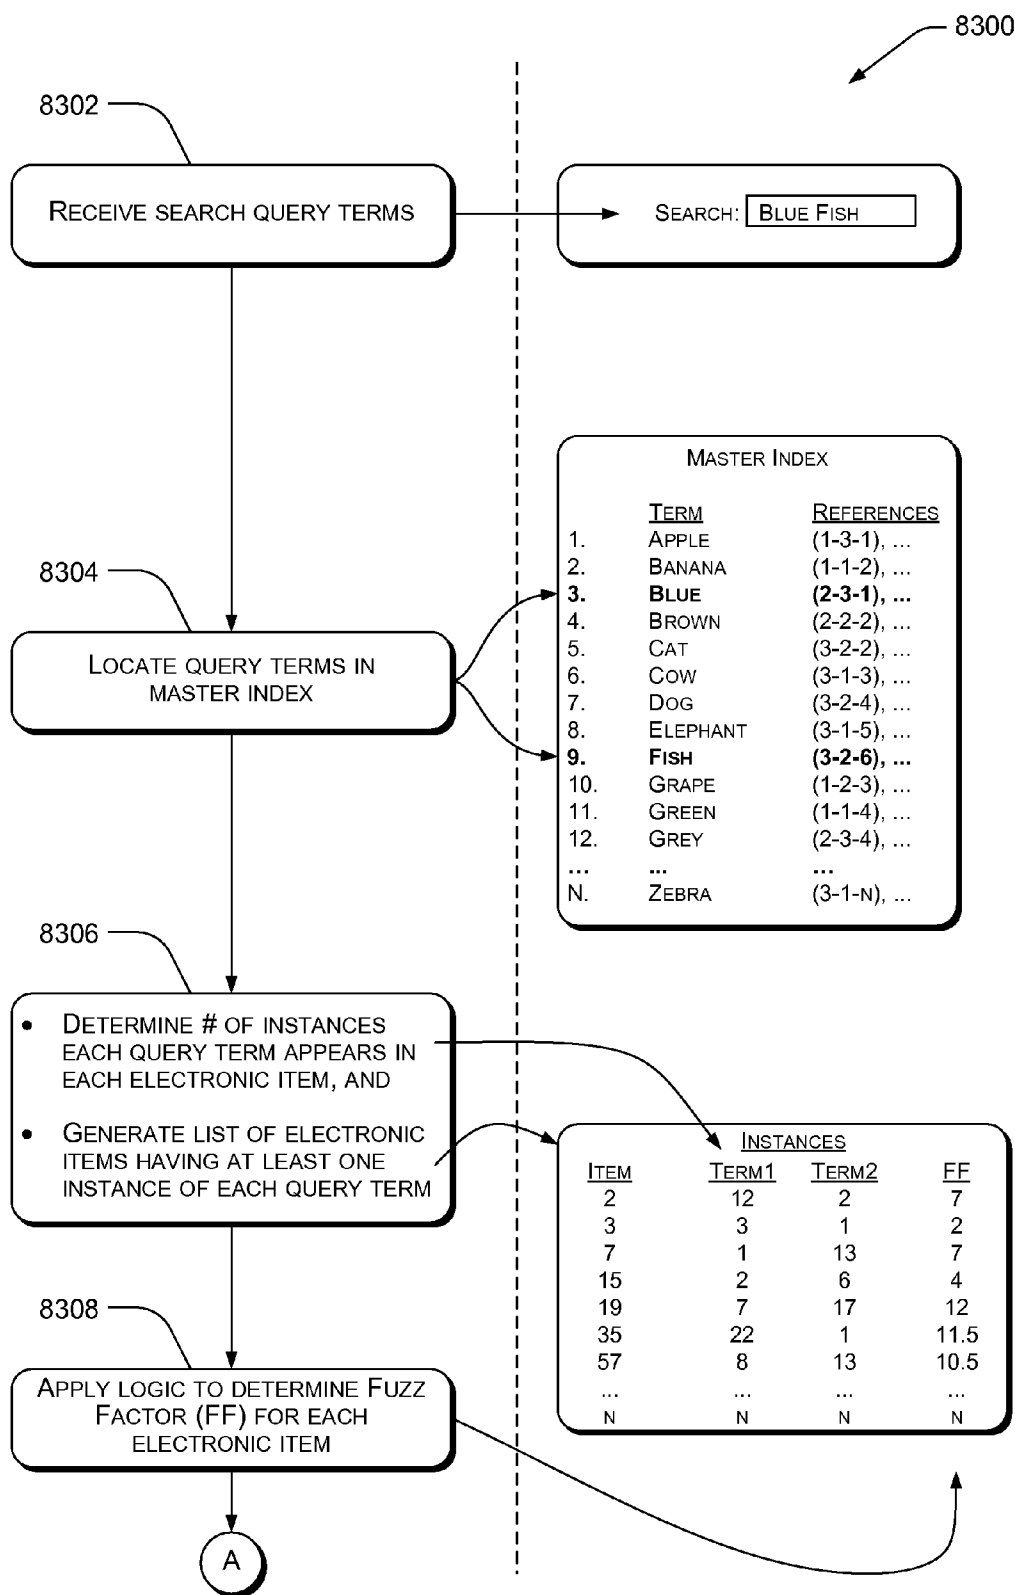 8300
8302
RECEIVE SEARCH QUERY TERMS
SEARCH: BLUE FISH
MASTER INDEX
TERM REFERENCES
1. APPLE (1-3-1), ...
2. BANANA (1-1-2), ...
3. BLUE (2-3-1), ...
4. BROWN (2-2-2), ...
5. CAT (3-2-2), ...
6. COW (3-1-3), ...
7. DOG (3-2-4), ...
8. ELEPHANT (3-1-5), ...
9. FISH (3-2-6), ...
10. GRAPE (1-2-3), ...
11. GREEN (1-1-4), ...
12. GREY (2-3-4), ...
... ... ...
N. ZEBRA (3-1-N), ...
8304
LOCATE QUERY TERMS IN
MASTER INDEX
8306
• DETERMINE # OF INSTANCES
EACH QUERY TERM APPEARS IN
EACH ELECTRONIC ITEM, AND
• GENERATE LIST OF ELECTRONIC
ITEMS HAVING AT LEAST ONE
INSTANCE OF EACH QUERY TERM
INSTANCES
ITEM TERM1 TERM2 FF
2 12 2 7
3 3 1 2
7 1 13 7
15 2 6 4
19 7 17 12
35 22 1 11.5
57 8 13 10.5
... ... ... ...
N N N N
8308
APPLY LOGIC TO DETERMINE FUZZ
FACTOR (FF) FOR EACH
ELECTRONIC ITEM
A